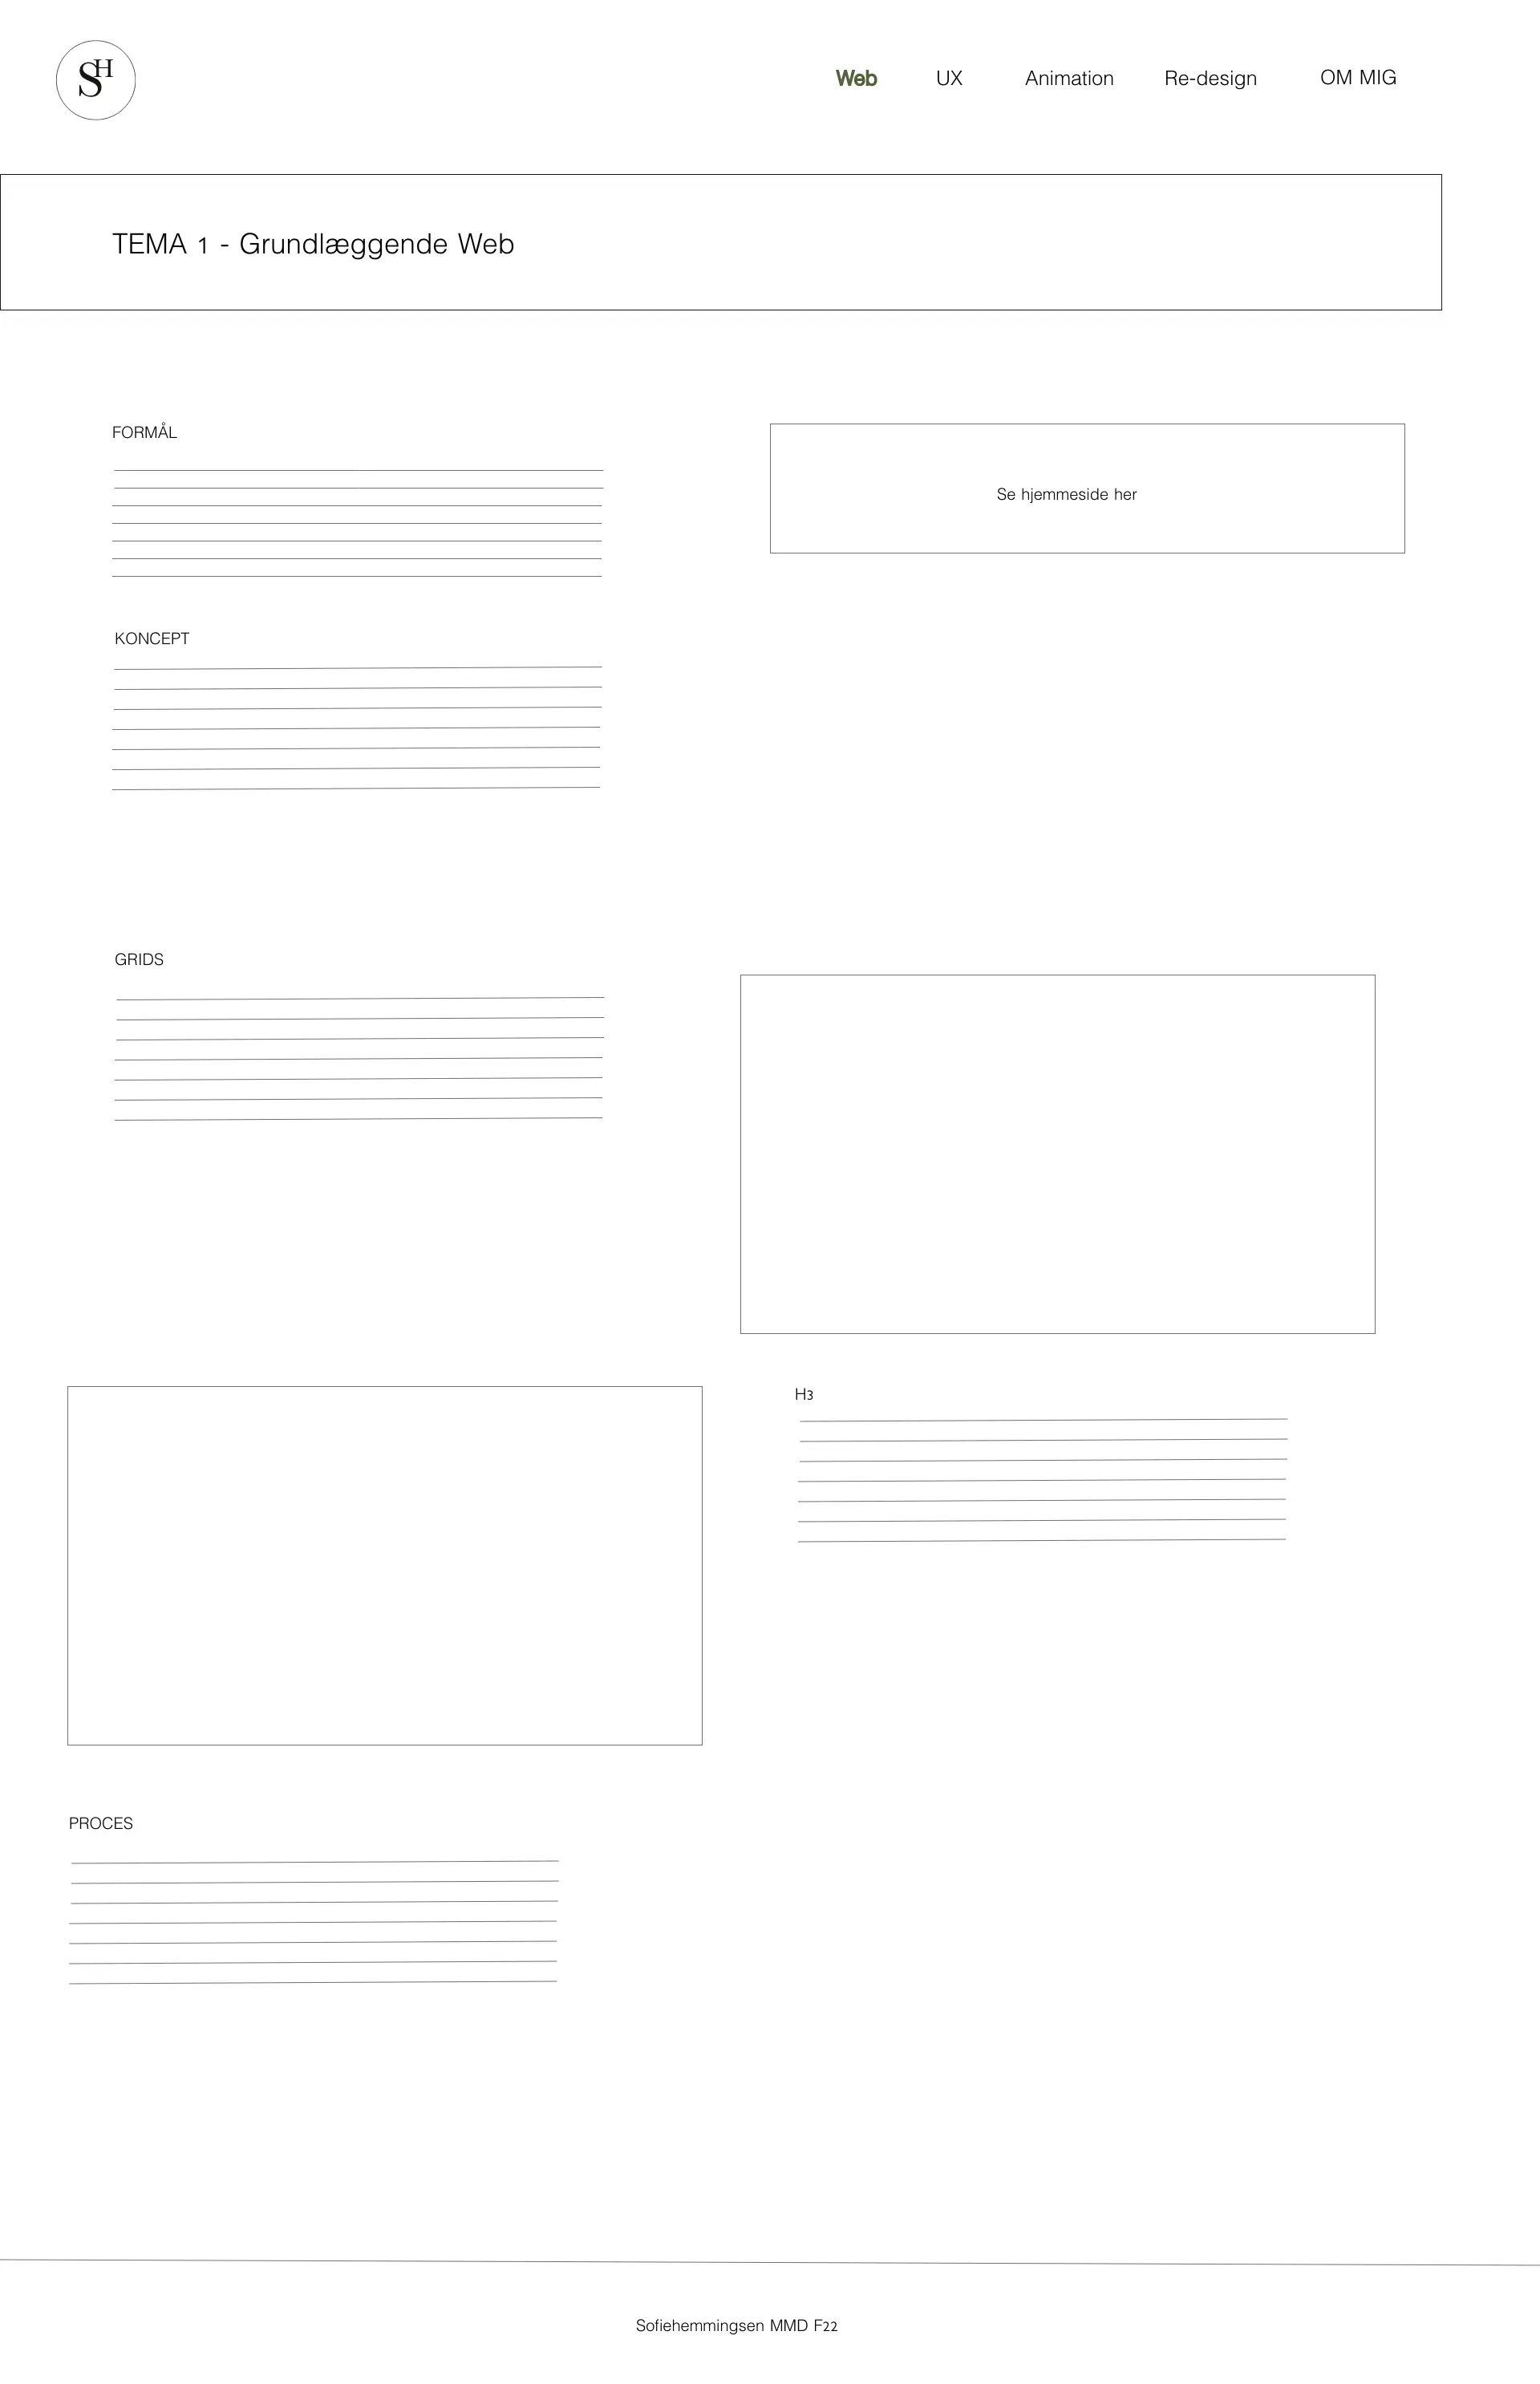 SH
Web UX Animation Re-design OM MIG
TEMA 1 - Grundlæggende Web
FORMÅL
Se hjemmeside her
KONCEPT
GRIDS
H3
PROCES
Sofiehemmingsen MMD F22